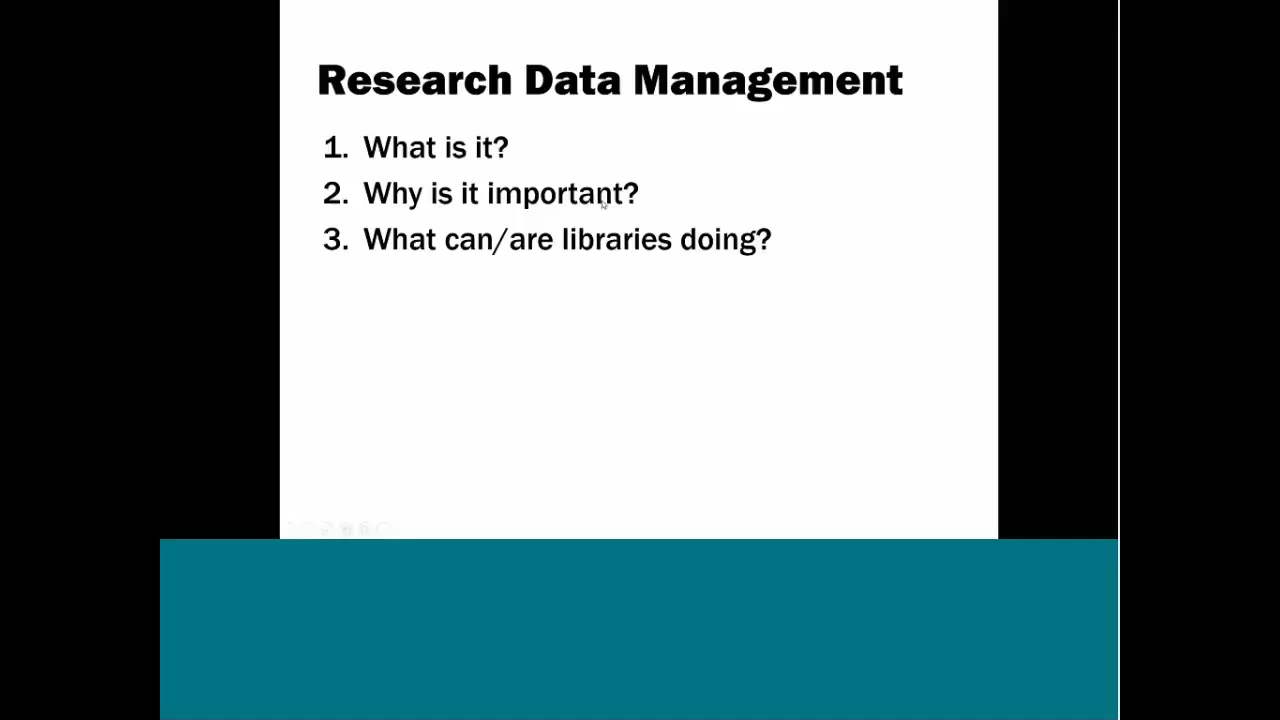 Research Data Management
1. What is it?
2. Why is it important?
3. What can/are libraries doing?